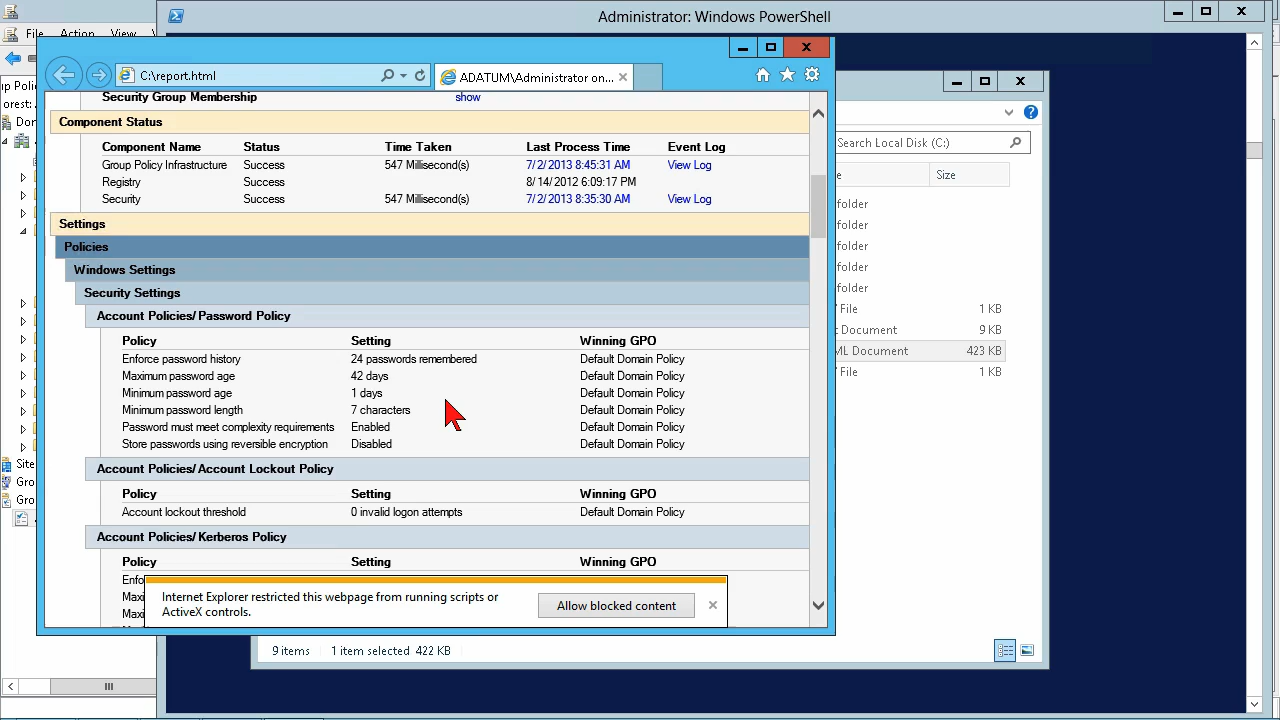 Administrator: Windows PowerShell
File Action View
C:\report.html
ADATUM\Administrator on...
Search Local Disk (C:)
Size
Security Group Membership show
Component Status
Component Name Status Time Taken Last Process Time Event Log
Group Policy Infrastructure Success 547 Millisecond(s) 7/2/2013 8:45:31 AM View Log
Registry Success 8/14/2012 6:09:17 PM
Security Success 547 Millisecond(s) 7/2/2013 8:35:30 AM View Log
Settings
Policies
Windows Settings
Security Settings
Account Policies/Password Policy
Policy Setting Winning GPO
Enforce password history 24 passwords remembered Default Domain Policy
Maximum password age 42 days Default Domain Policy
Minimum password age 1 days Default Domain Policy
Minimum password length 7 characters Default Domain Policy
Password must meet complexity requirements Enabled Default Domain Policy
Store passwords using reversible encryption Disabled Default Domain Policy
Account Policies/Account Lockout Policy
Policy Setting Winning GPO
Account lockout threshold 0 invalid logon attempts Default Domain Policy
Account Policies/Kerberos Policy
Policy Setting Winning GPO
Internet Explorer restricted this webpage from running scripts or
ActiveX controls.
Allow blocked content
folder
folder
folder
folder
folder
File 1 KB
Document 9 KB
ML Document 423 KB
File 1 KB
9 items 1 item selected 422 KB